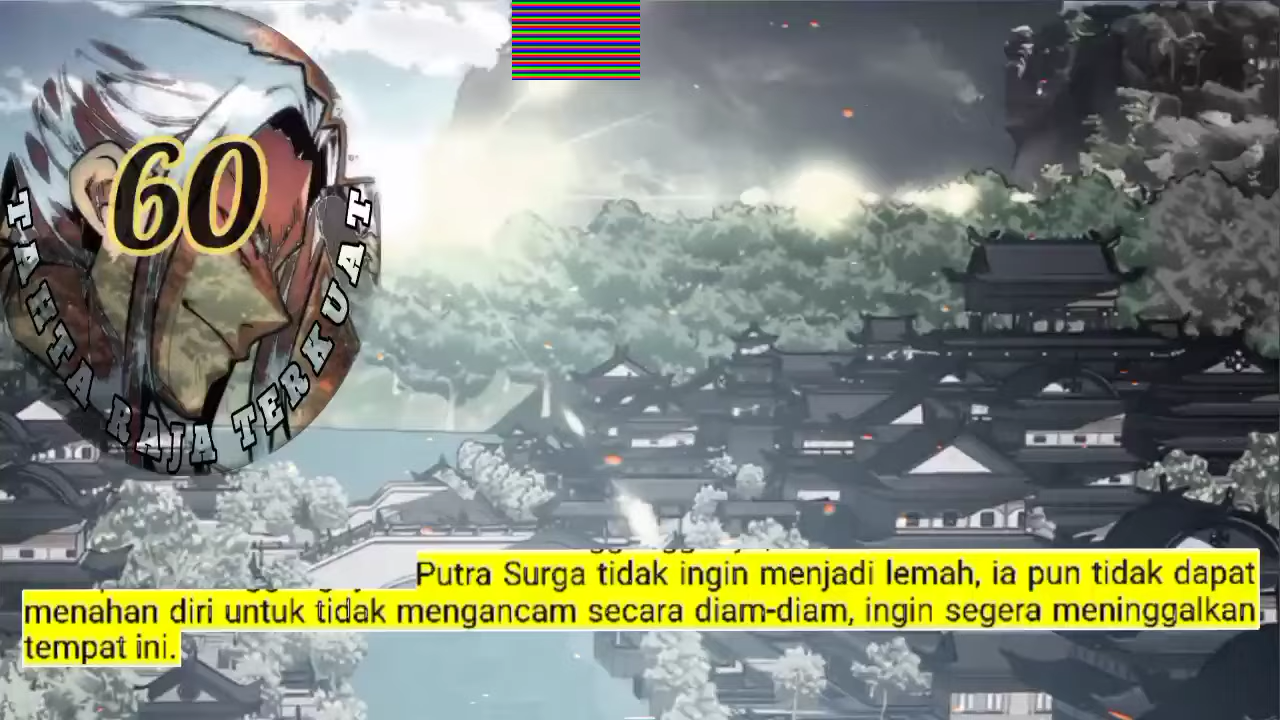 60
TAHTA RAJA TERKUAT
Putra Surga tidak ingin menjadi lemah, ia pun tidak dapat
menahan diri untuk tidak mengancam secara diam-diam, ingin segera meninggalkan
tempat ini.